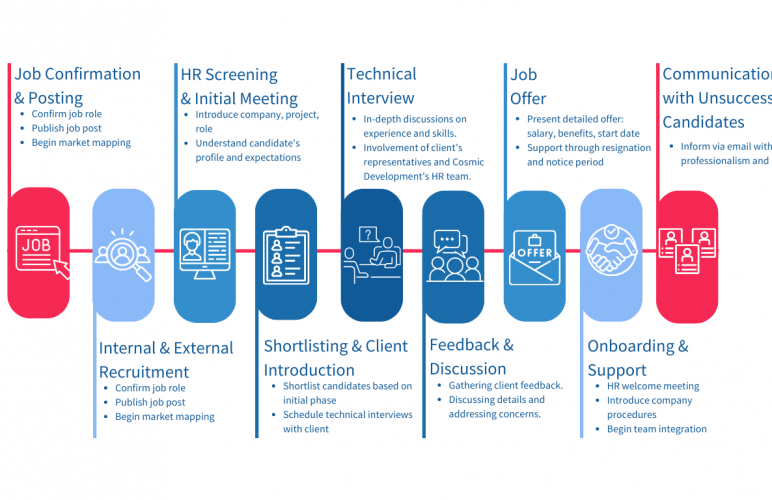 Job Confirmation
& Posting
• Confirm job role
• Publish job post
• Begin market mapping
HR Screening
& Initial Meeting
• Introduce company, project,
role
• Understand candidate's
profile and expectations
Technical
Interview
• In-depth discussions on
experience and skills.
• Involvement of client's
representatives and Cosmic
Development's HR team.
Job
Offer
• Present detailed offer:
salary, benefits, start date
• Support through resignation
and notice period
Communication
with Unsuccess
Candidates
• Inform via email with
professionalism and
JOB
?
OFFER
Internal & External
Recruitment
• Confirm job role
• Publish job post
• Begin market mapping
Shortlisting & Client
Introduction
• Shortlist candidates based on
initial phase
• Schedule technical interviews
with client
Feedback &
Discussion
• Gathering client feedback.
• Discussing details and
addressing concerns.
Onboarding &
Support
• HR welcome meeting
• Introduce company
procedures
• Begin team integration